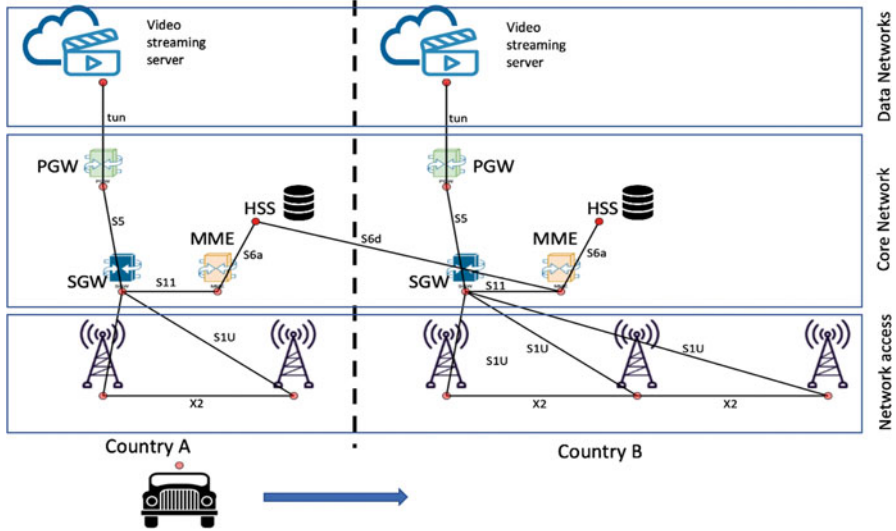 Video
streaming
server
Video
streaming
server
Data Networks
tun
tun
PGW
PGW
Core Network
HSS
HSS
S5
S5
MME
S6d
MME
S6a
S6a
SGW
S11
SGW
S11
Network access
S1U
S1U
S1U
S1U
X2
X2
X2
Country A
Country B